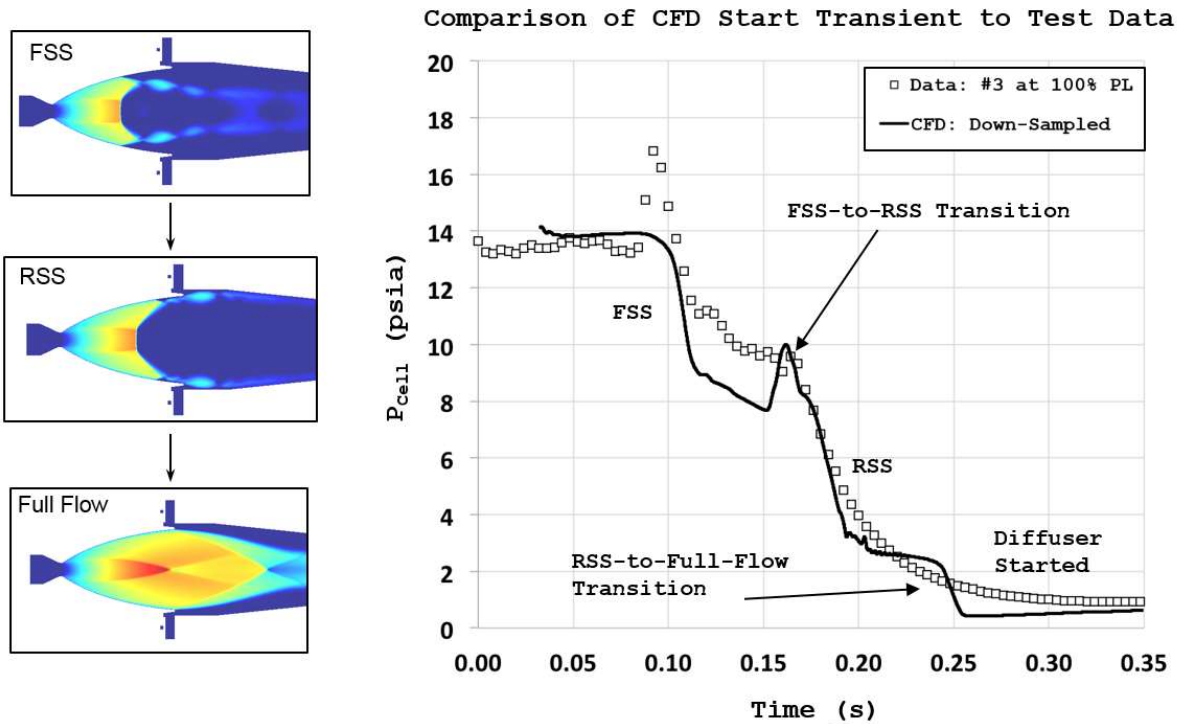 Comparison of CFD Start Transient to Test Data
FSS
RSS
Full Flow
P_Cell (psia)
20
18
16
14
12
10
8
6
4
2
0
Data: #3 at 100% PL
CFD: Down-Sampled
FSS-to-RSS Transition
FSS
RSS
RSS-to-Full-Flow
Transition
Diffuser
Started
0.00 0.05 0.10 0.15 0.20 0.25 0.30 0.35
Time (s)